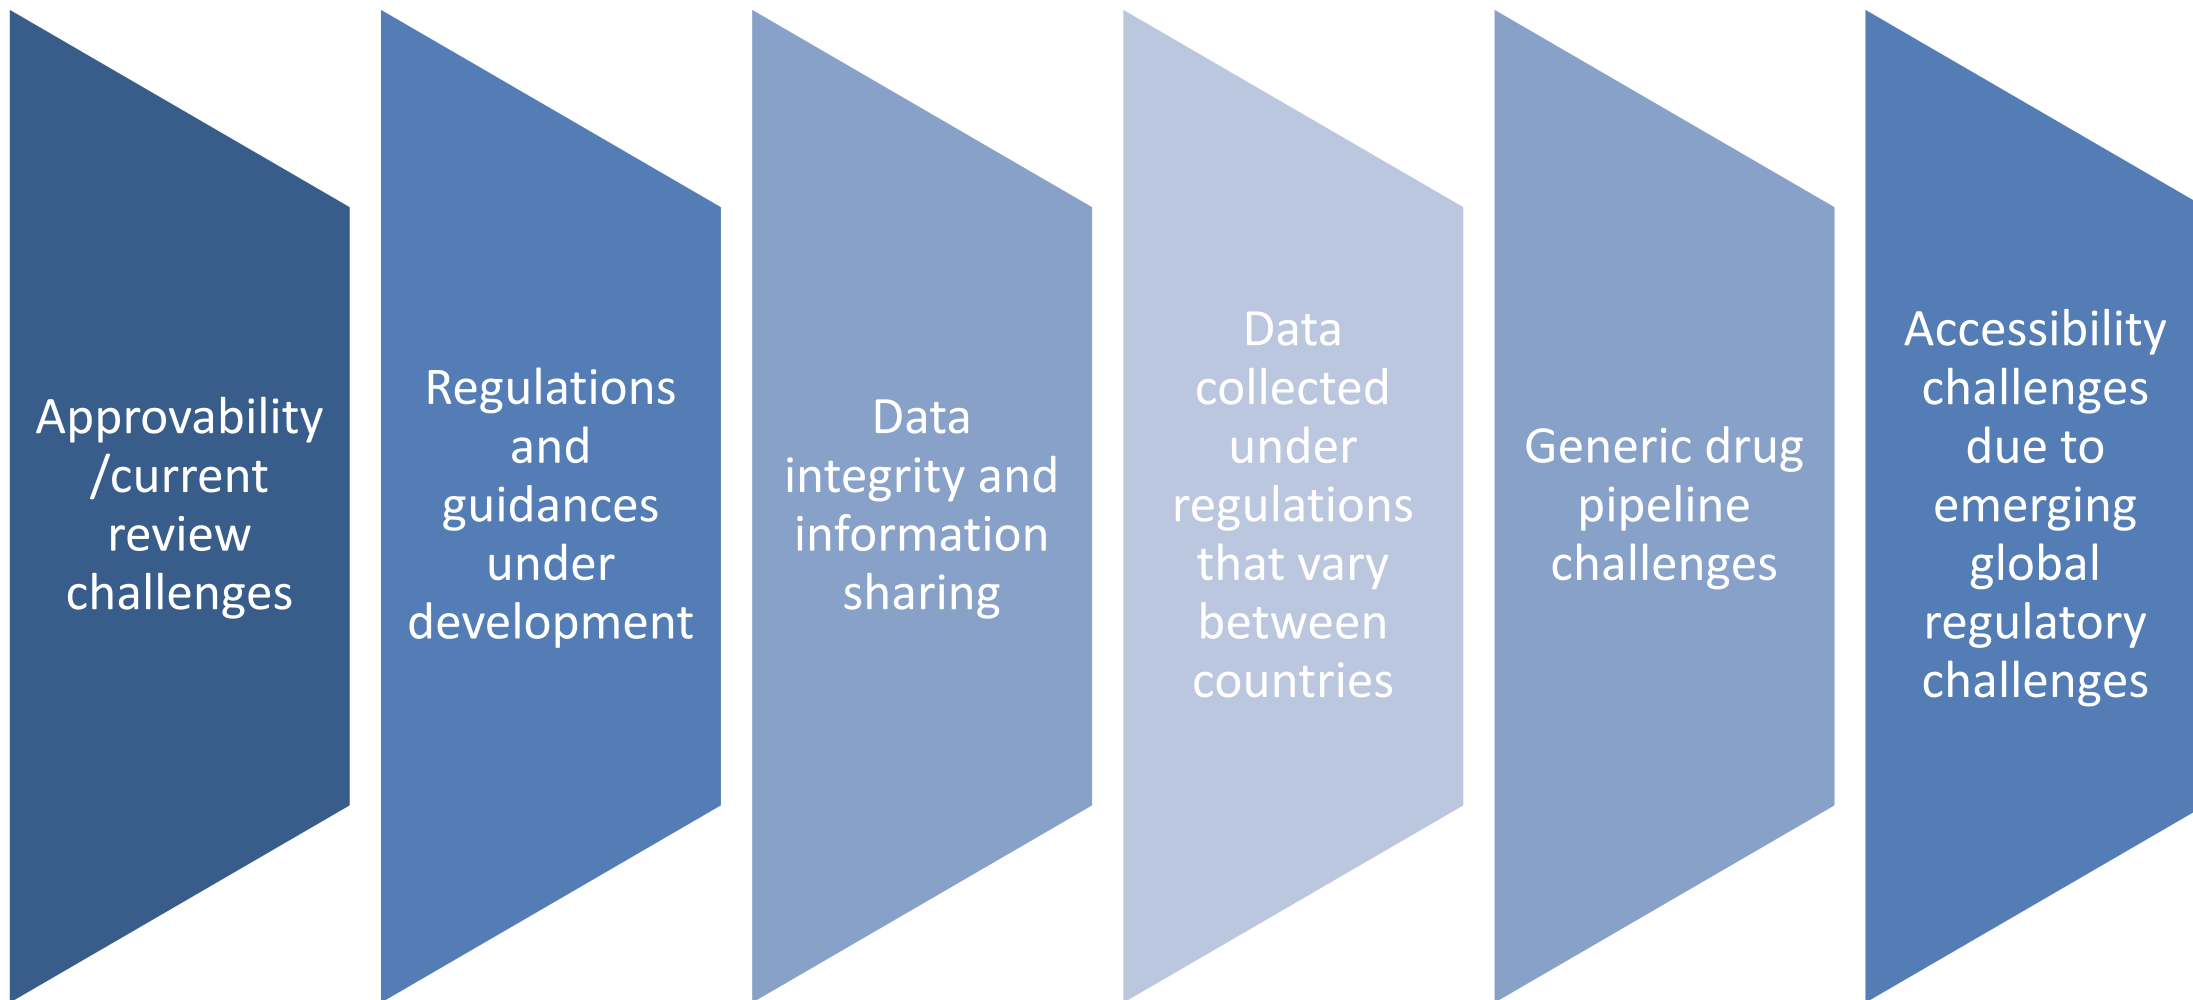 Approvability
/current
review
challenges
Regulations
and
guidances
under
development
Data
integrity and
information
sharing
Data
collected
under
regulations
that vary
between
countries
Generic drug
pipeline
challenges
Accessibility
challenges
due to
emerging
global
regulatory
challenges